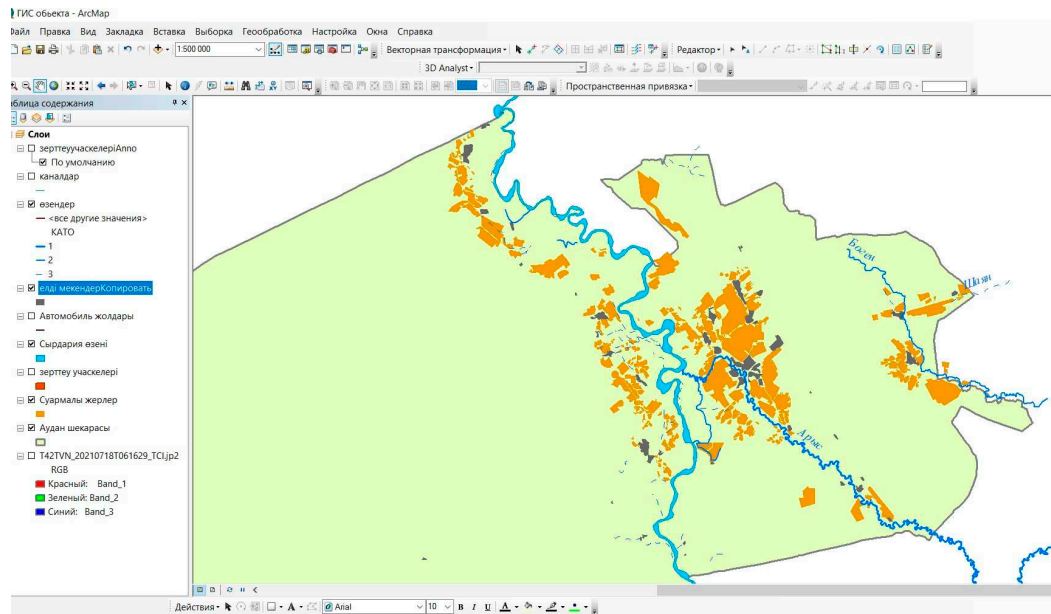 ГИС обьекта - ArcMap
Файл Правка Вид Закладка Вставка Выборка Геообработка Настройка Окна Справка
1:500 000
Векторная трансформация
Редактор
3D Analyst
Пространственная привязка
аблица содержания
Слои
зерттеуучаскелеріAnno
По умолчанию
каналдар
өзендер
<все другие значения>
КАТО
1
2
3
елді мекендерКопировать
Автомобиль жолдары
Сырдария өзені
зерттеу учаскелері
Суармалы жерлер
Аудан шекарасы
T42TVN_20210718T061629_TCI.jp2
RGB
Красный: Band_1
Зеленый: Band_2
Синий: Band_3
Боген
Шаян
Арыс
Действия
Arial
10